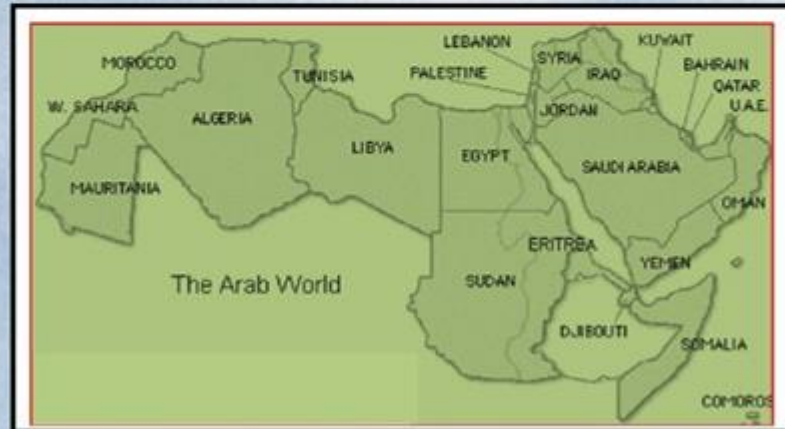 LEBANON
KUWAIT
MOROCCO
SYRIA
BAHRAIN
TUNISIA
PALESTINE
IRAQ
QATAR
W. SAHARA
JORDAN
U.A.E.
ALGERIA
LIBYA
EGYPT
SAUDI ARABIA
MAURITANIA
OMAN
ERITREA
YEMEN
The Arab World
SUDAN
DJIBOUTI
SOMALIA
COMOROS